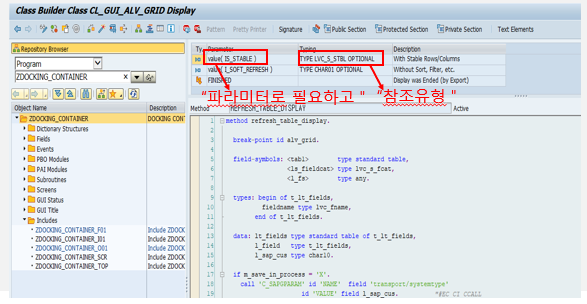 Class Builder Class CL_GUI_ALV_GRID Display
Pattern Pretty Printer Signature Public Section Protected Section Private Section Text Elements
Repository Browser
Program
ZDOCKING_CONTAINER
Object Name Description
ZDOCKING_CONTAINER DOCKING CONT
Dictionary Structures
Fields
Events
PBO Modules
PAI Modules
Subroutines
Screens
GUI Status
GUI Title
Includes
ZDOCKING_CONTAINER_F01 Include ZDOCK
ZDOCKING_CONTAINER_I01 Include ZDOCK
ZDOCKING_CONTAINER_O01 Include ZDOCK
ZDOCKING_CONTAINER_SCR Include ZDOCK
ZDOCKING_CONTAINER_TOP Include ZDOCK
Ty. Parameter Typing Description
value( IS_STABLE ) TYPE LVC_S_STBL OPTIONAL With Stable Rows/Columns
value( I_SOFT_REFRESH ) TYPE CHAR01 OPTIONAL Without Sort, Filter, etc.
FINISHED Display was Ended (by Export)
"파라미터로 필요하고 " "참조유형 "
Method REFRESH_TABLE_DISPLAY Active
1 method refresh_table_display.
2
3 break-point id alv_grid.
4
5 field-symbols: <tabl> type standard table,
6 <ls_fieldcat> type lvc_s_fcat,
7 <l_fs> type any.
8
9 types: begin of t_lt_fields,
10 fieldname type lvc_fname,
11 end of t_lt_fields.
12
13 data: lt_fields type standard table of t_lt_fields,
14 l_field type t_lt_fields,
15 l_sap_cus type char10.
16
17 if m_save_in_process = 'X'.
18 call 'C_SAPGPARAM' id 'NAME' field 'transport/systemtype'
19 id 'VALUE' field l_sap_cus. "#EC CI_CCALL